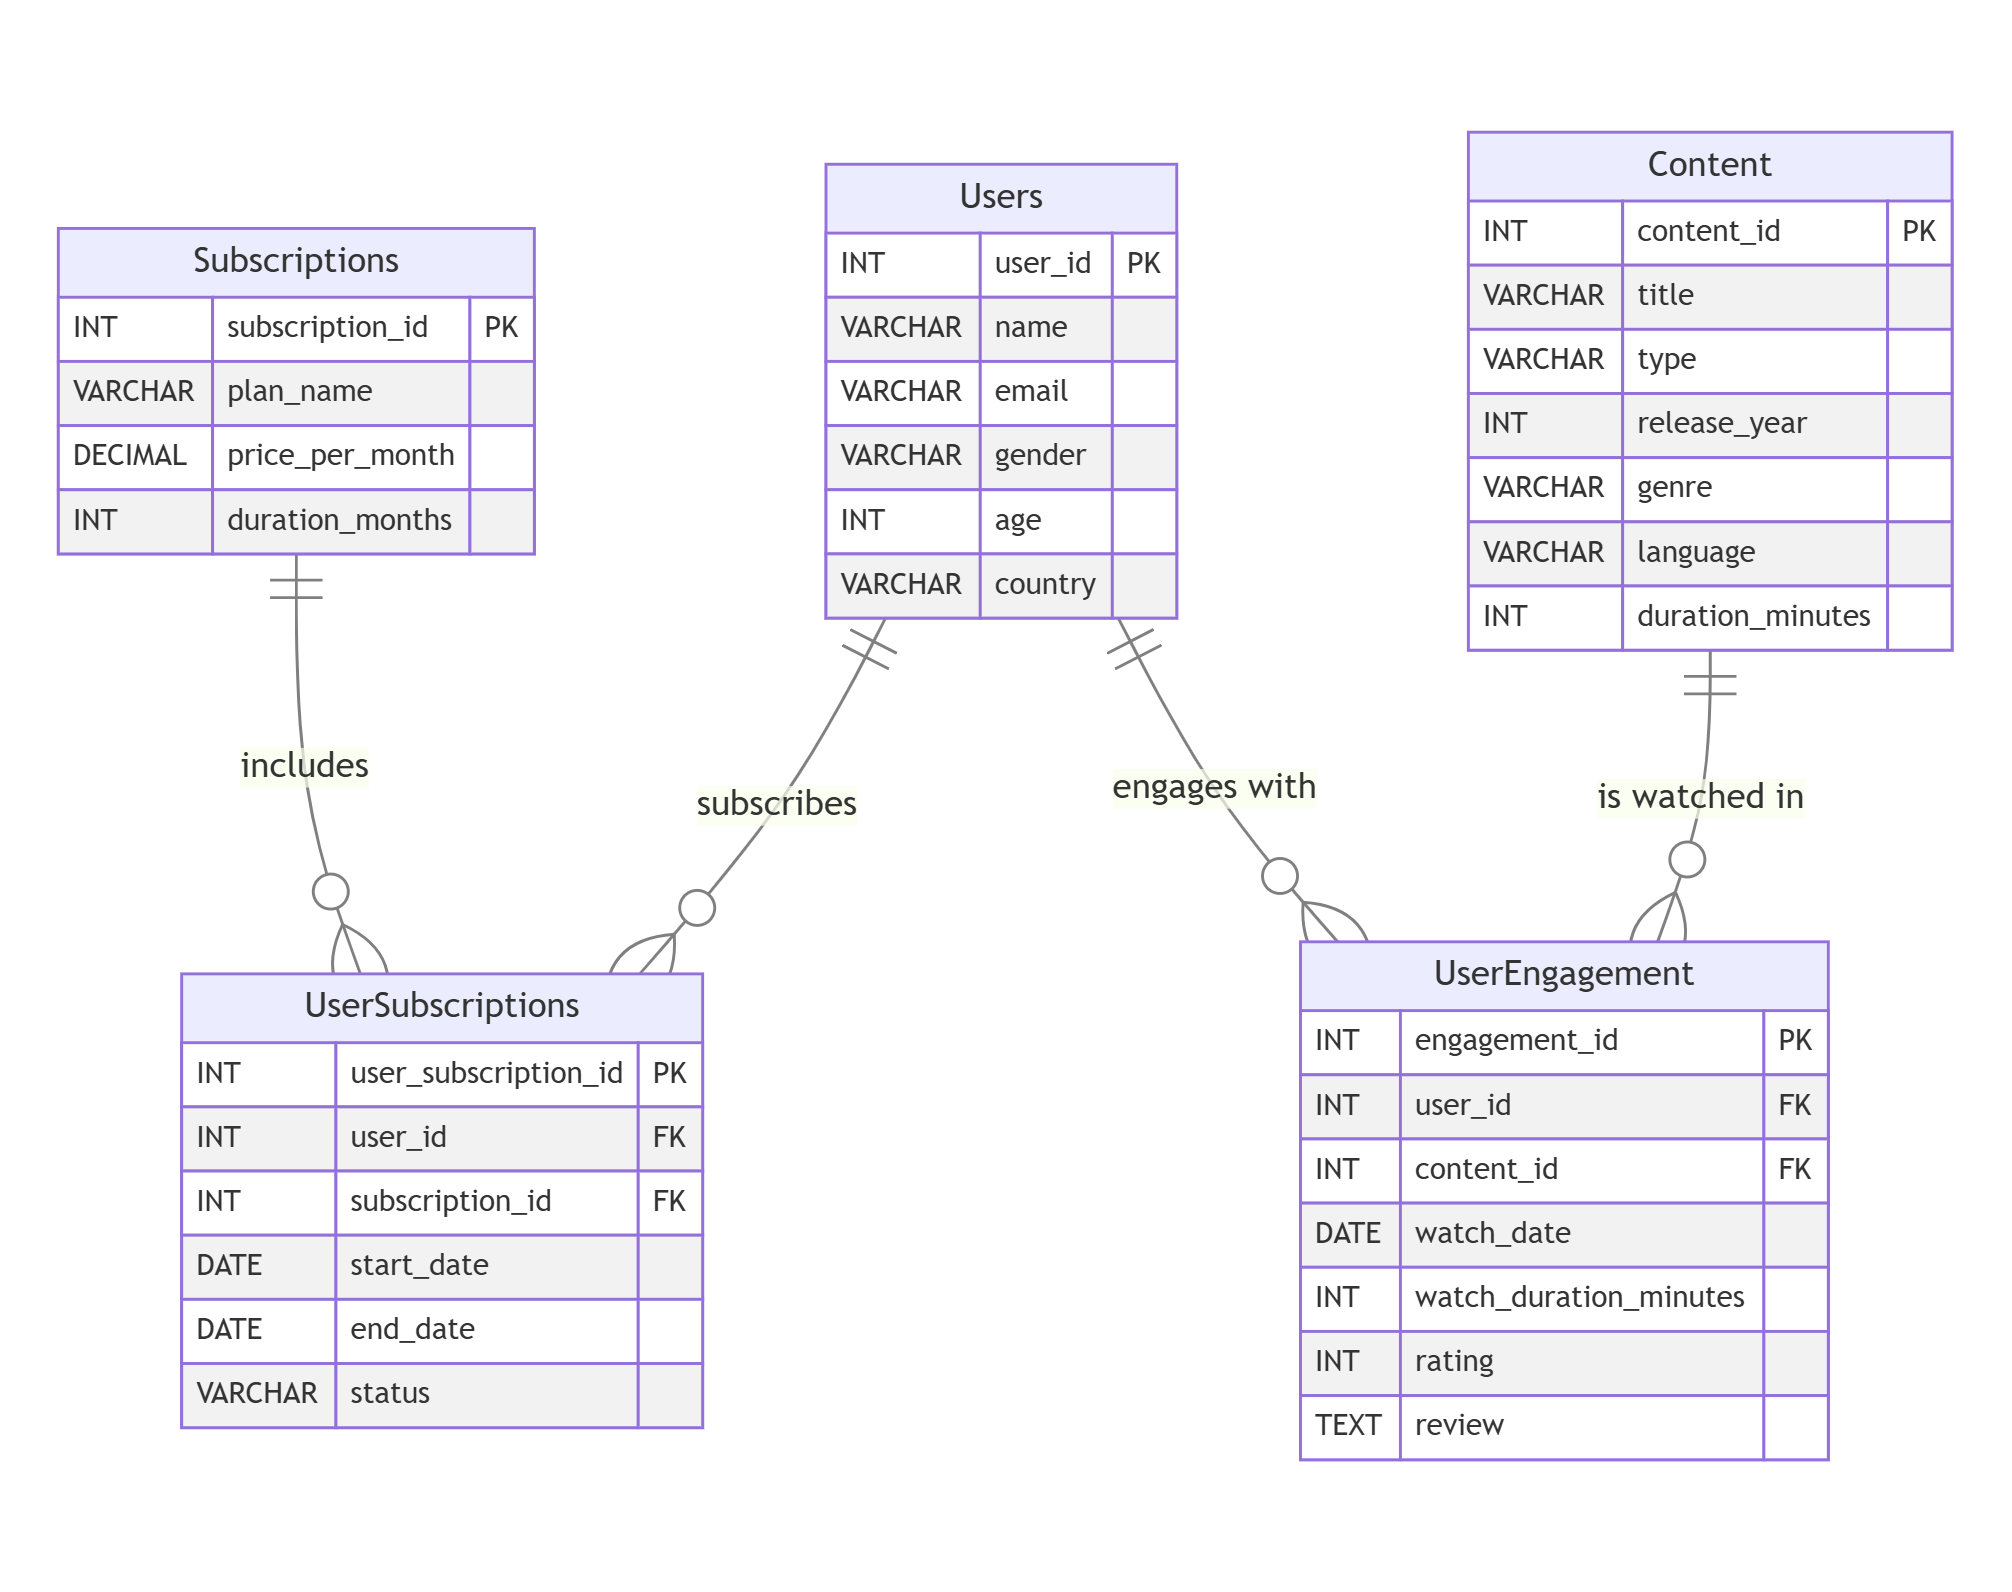 Subscriptions
INT subscription_id PK
VARCHAR plan_name
DECIMAL price_per_month
INT duration_months
Users
INT user_id PK
VARCHAR name
VARCHAR email
VARCHAR gender
INT age
VARCHAR country
Content
INT content_id PK
VARCHAR title
VARCHAR type
INT release_year
VARCHAR genre
VARCHAR language
INT duration_minutes
includes
subscribes
engages with
is watched in
UserSubscriptions
INT user_subscription_id PK
INT user_id FK
INT subscription_id FK
DATE start_date
DATE end_date
VARCHAR status
UserEngagement
INT engagement_id PK
INT user_id FK
INT content_id FK
DATE watch_date
INT watch_duration_minutes
INT rating
TEXT review